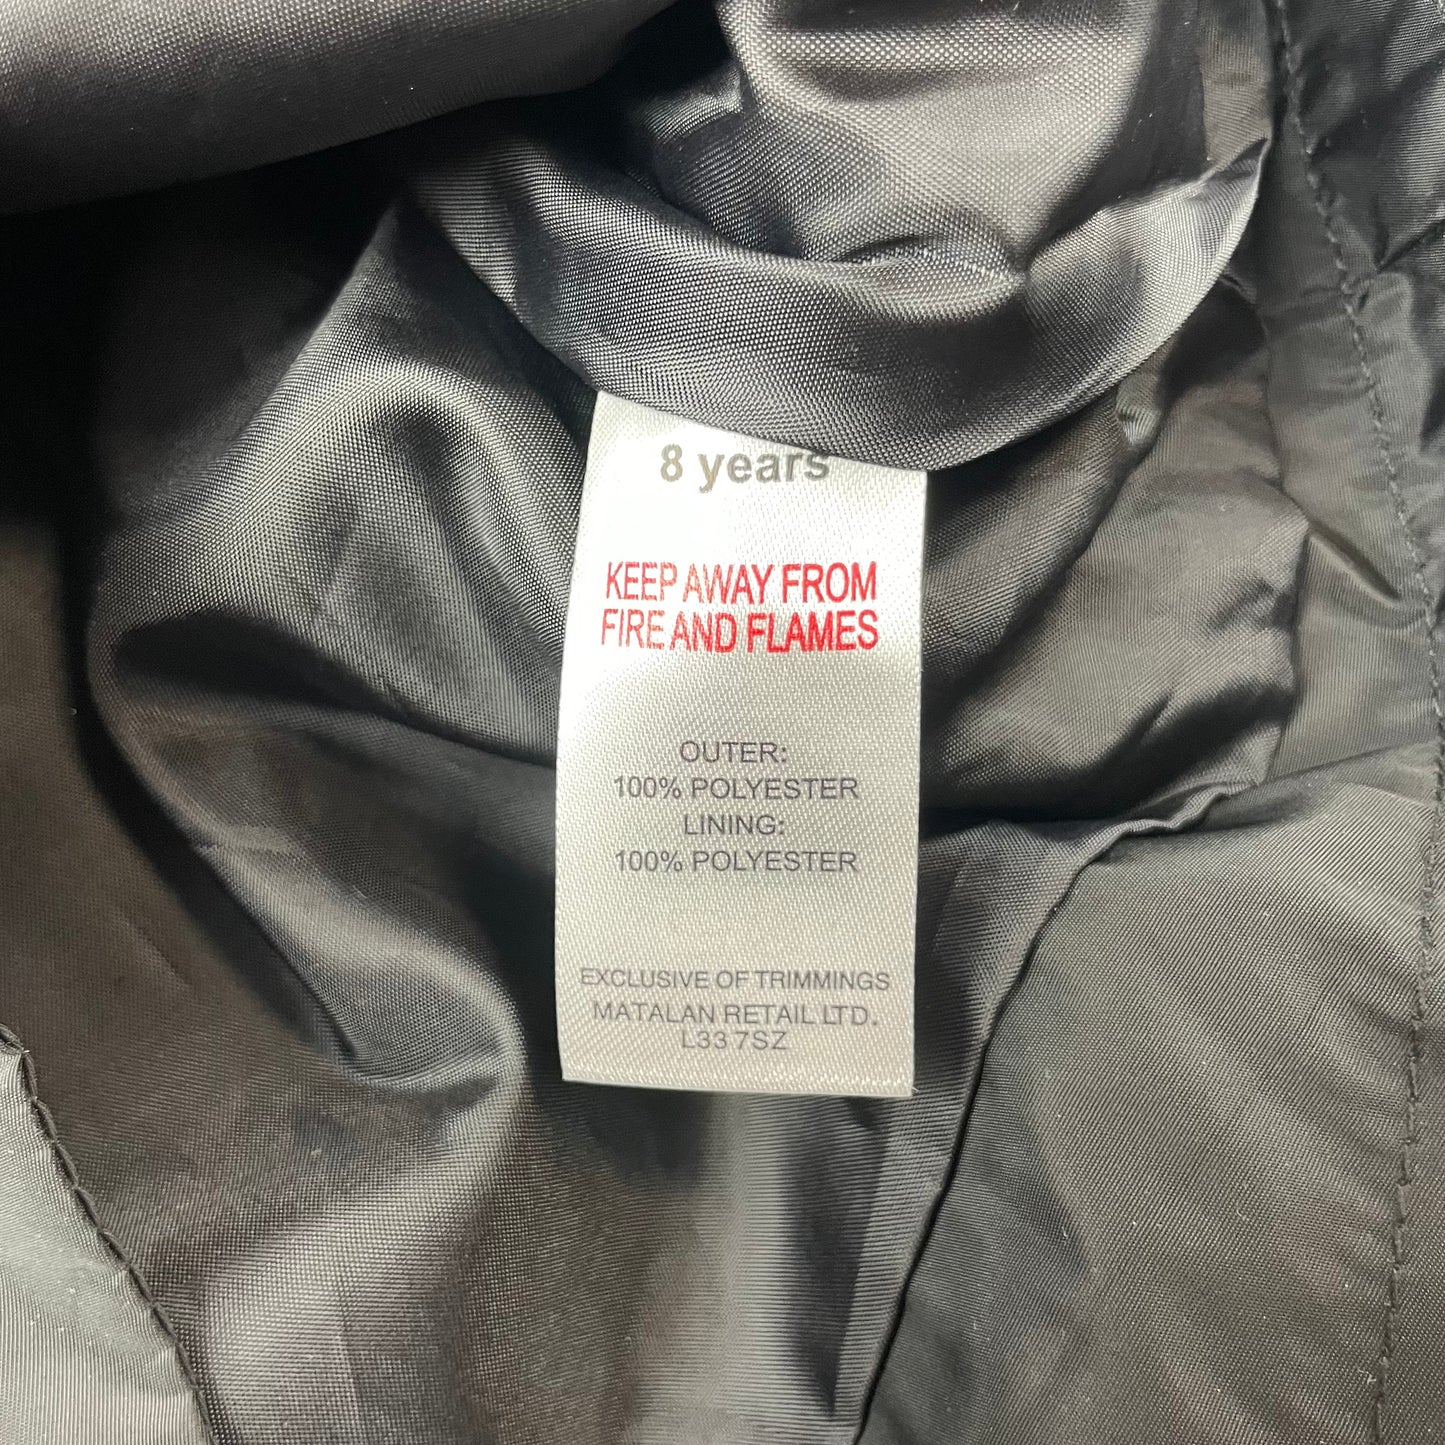 8 years
KEEP AWAY FROM
FIRE AND FLAMES
OUTER:
100% POLYESTER
LINING:
100% POLYESTER
EXCLUSIVE OF TRIMMINGS
MATALAN RETAIL LTD.
L33 7SZ